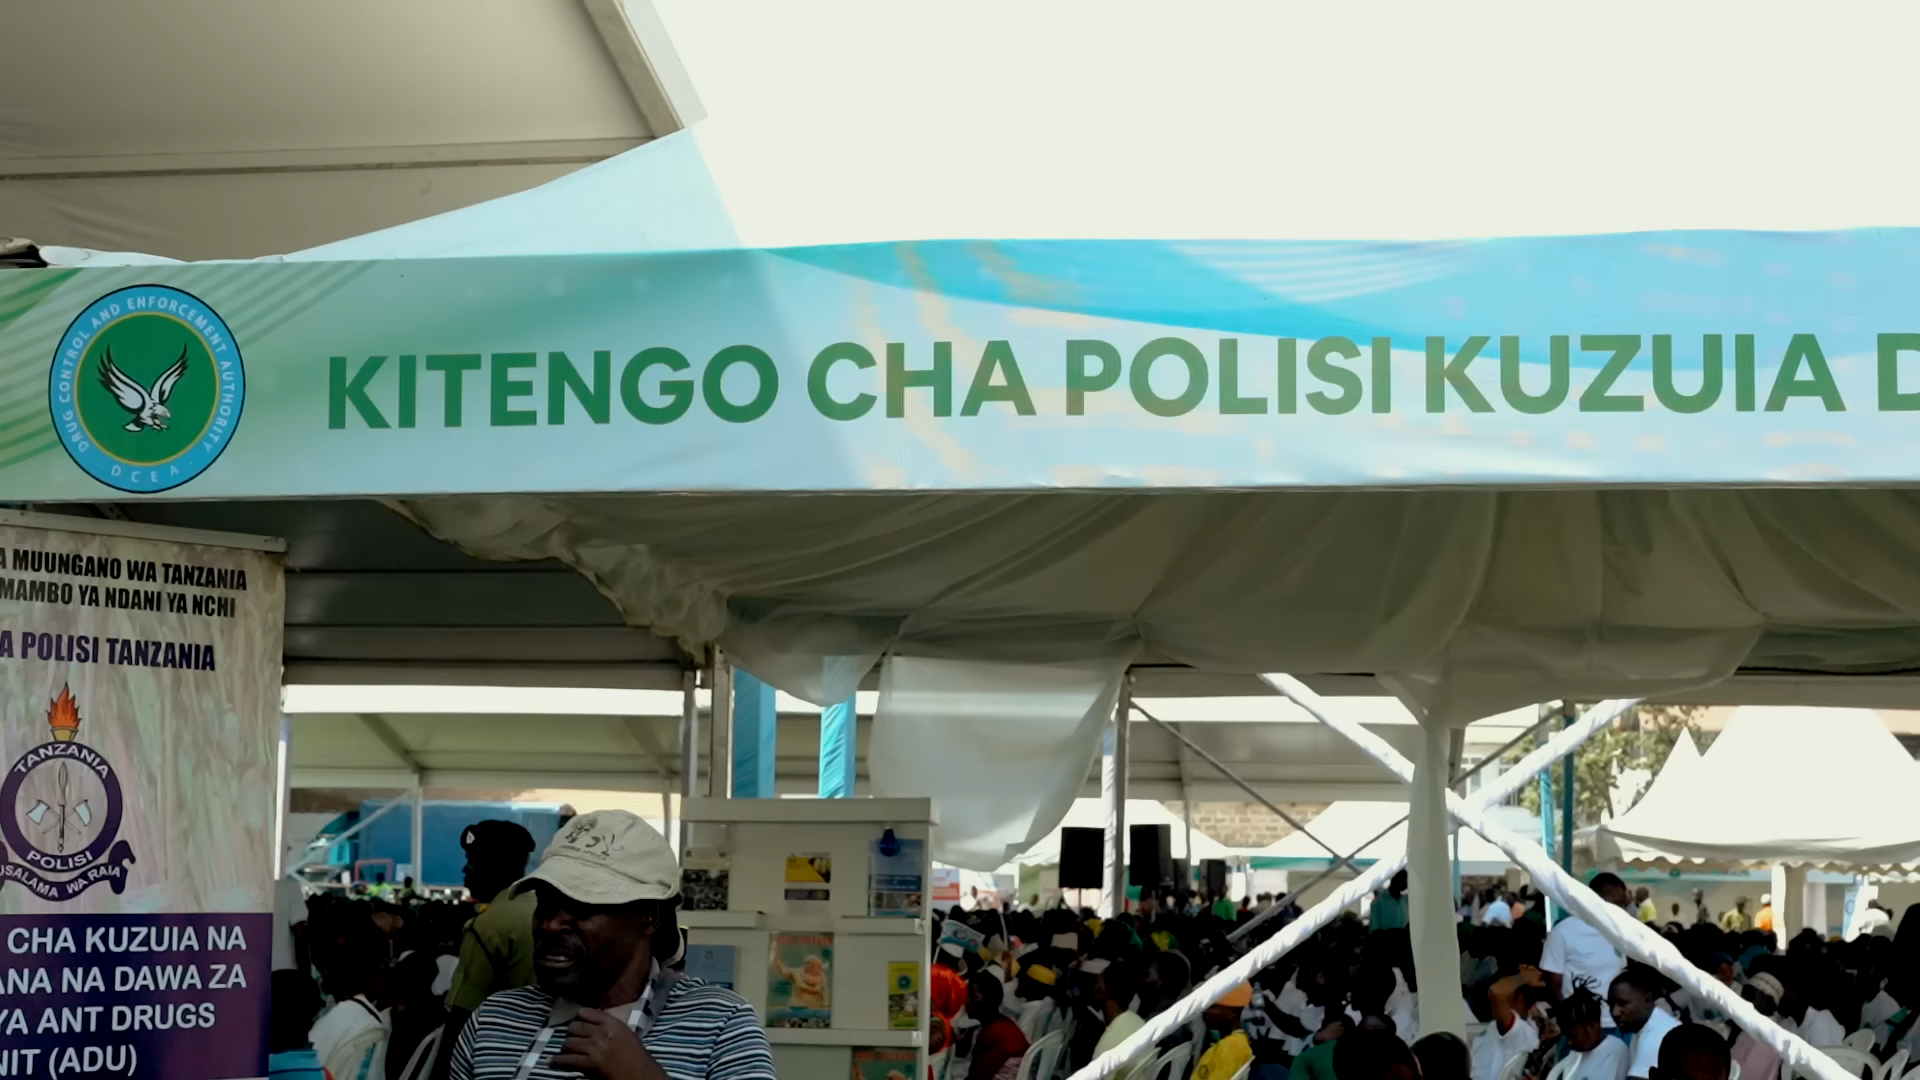 DRUG CONTROL AND ENFORCEMENT AUTHORITY
· DCEA ·
KITENGO CHA POLISI KUZUIA D
A MUUNGANO WA TANZANIA
MAMBO YA NDANI YA NCHI
A POLISI TANZANIA
TANZANIA
POLISI
USALAMA WA RAIA
CHA KUZUIA NA
ANA NA DAWA ZA
YA ANT DRUGS
NIT (ADU)